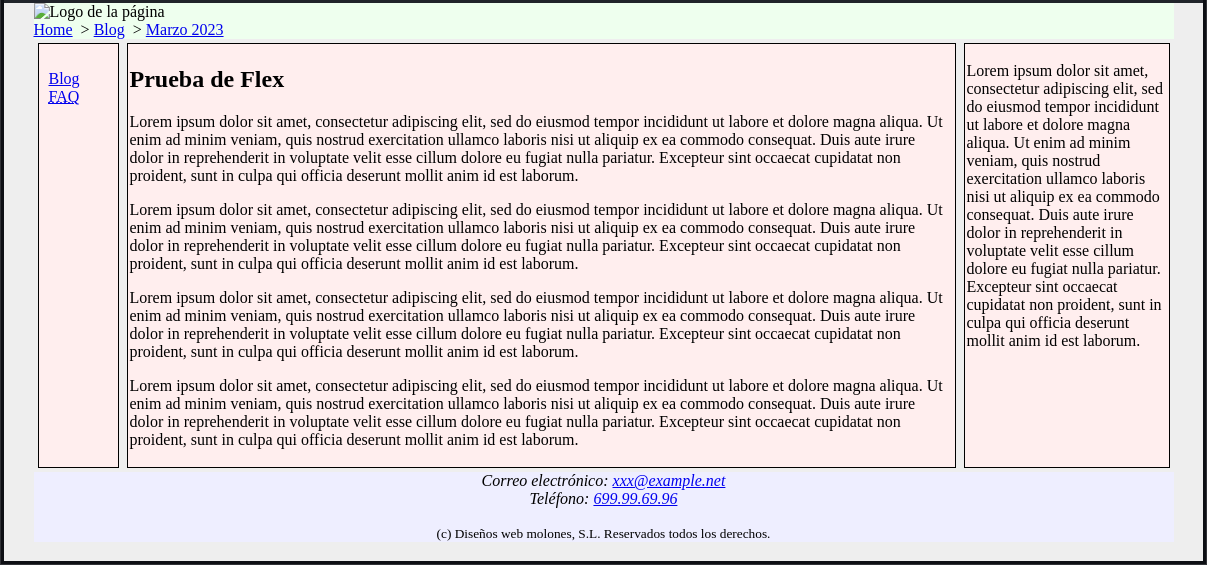 Logo de la página
Home > Blog > Marzo 2023
Blog
FAQ
Prueba de Flex
Lorem ipsum dolor sit amet, consectetur adipiscing elit, sed do eiusmod tempor incididunt ut labore et dolore magna aliqua. Ut
enim ad minim veniam, quis nostrud exercitation ullamco laboris nisi ut aliquip ex ea commodo consequat. Duis aute irure
dolor in reprehenderit in voluptate velit esse cillum dolore eu fugiat nulla pariatur. Excepteur sint occaecat cupidatat non
proident, sunt in culpa qui officia deserunt mollit anim id est laborum.
Lorem ipsum dolor sit amet, consectetur adipiscing elit, sed do eiusmod tempor incididunt ut labore et dolore magna aliqua. Ut
enim ad minim veniam, quis nostrud exercitation ullamco laboris nisi ut aliquip ex ea commodo consequat. Duis aute irure
dolor in reprehenderit in voluptate velit esse cillum dolore eu fugiat nulla pariatur. Excepteur sint occaecat cupidatat non
proident, sunt in culpa qui officia deserunt mollit anim id est laborum.
Lorem ipsum dolor sit amet, consectetur adipiscing elit, sed do eiusmod tempor incididunt ut labore et dolore magna aliqua. Ut
enim ad minim veniam, quis nostrud exercitation ullamco laboris nisi ut aliquip ex ea commodo consequat. Duis aute irure
dolor in reprehenderit in voluptate velit esse cillum dolore eu fugiat nulla pariatur. Excepteur sint occaecat cupidatat non
proident, sunt in culpa qui officia deserunt mollit anim id est laborum.
Lorem ipsum dolor sit amet, consectetur adipiscing elit, sed do eiusmod tempor incididunt ut labore et dolore magna aliqua. Ut
enim ad minim veniam, quis nostrud exercitation ullamco laboris nisi ut aliquip ex ea commodo consequat. Duis aute irure
dolor in reprehenderit in voluptate velit esse cillum dolore eu fugiat nulla pariatur. Excepteur sint occaecat cupidatat non
proident, sunt in culpa qui officia deserunt mollit anim id est laborum.
Lorem ipsum dolor sit amet,
consectetur adipiscing elit, sed
do eiusmod tempor incididunt
ut labore et dolore magna
aliqua. Ut enim ad minim
veniam, quis nostrud
exercitation ullamco laboris
nisi ut aliquip ex ea commodo
consequat. Duis aute irure
dolor in reprehenderit in
voluptate velit esse cillum
dolore eu fugiat nulla pariatur.
Excepteur sint occaecat
cupidatat non proident, sunt in
culpa qui officia deserunt
mollit anim id est laborum.
Correo electrónico: xxx@example.net
Teléfono: 699.99.69.96
(c) Diseños web molones, S.L. Reservados todos los derechos.